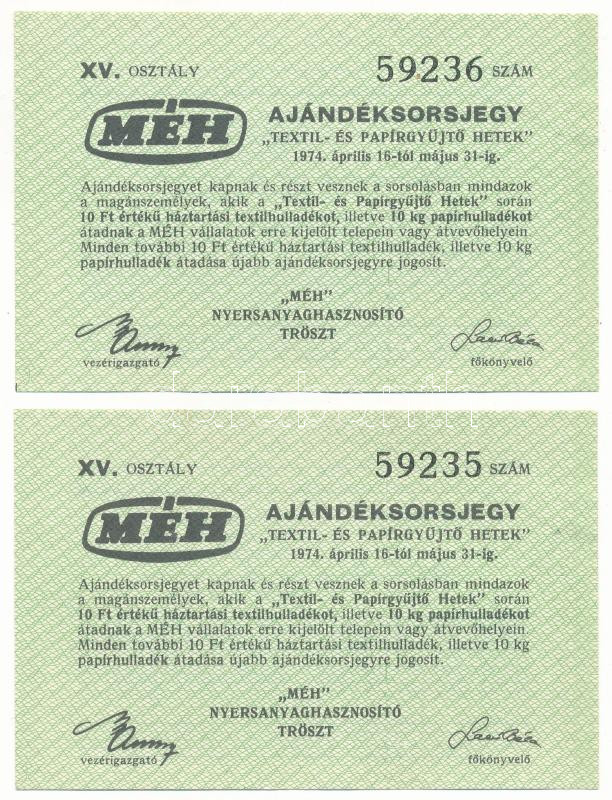 XV. OSZTÁLY 59236 SZÁM
MÉH
AJÁNDÉKSORSJEGY
„TEXTIL- ÉS PAPÍRGYŰJTŐ HETEK"
1974. április 16-tól május 31-ig.
Ajándéksorsjegyet kapnak és részt vesznek a sorsolásban mindazok
a magánszemélyek, akik a „Textil- és Papírgyűjtő Hetek" során
10 Ft értékű háztartási textilhulladékot, illetve 10 kg papírhulladékot
átadnak a MÉH vállalatok erre kijelölt telepein vagy átvevőhelyein.
Minden további 10 Ft értékű háztartási textilhulladék, illetve 10 kg
papírhulladék átadása újabb ajándéksorsjegyre jogosít.
„MÉH"
NYERSANYAGHASZNOSÍTÓ
TRÖSZT
vezérigazgató
főkönyvelő
darabanth
XV. OSZTÁLY 59235 SZÁM
MÉH
AJÁNDÉKSORSJEGY
„TEXTIL- ÉS PAPÍRGYŰJTŐ HETEK"
1974. április 16-tól május 31-ig.
Ajándéksorsjegyet kapnak és részt vesznek a sorsolásban mindazok
a magánszemélyek, akik a „Textil- és Papírgyűjtő Hetek" során
10 Ft értékű háztartási textilhulladékot, illetve 10 kg papírhulladékot
átadnak a MÉH vállalatok erre kijelölt telepein vagy átvevőhelyein.
Minden további 10 Ft értékű háztartási textilhulladék, illetve 10 kg
papírhulladék átadása újabb ajándéksorsjegyre jogosít.
„MÉH"
NYERSANYAGHASZNOSÍTÓ
TRÖSZT
vezérigazgató
főkönyvelő